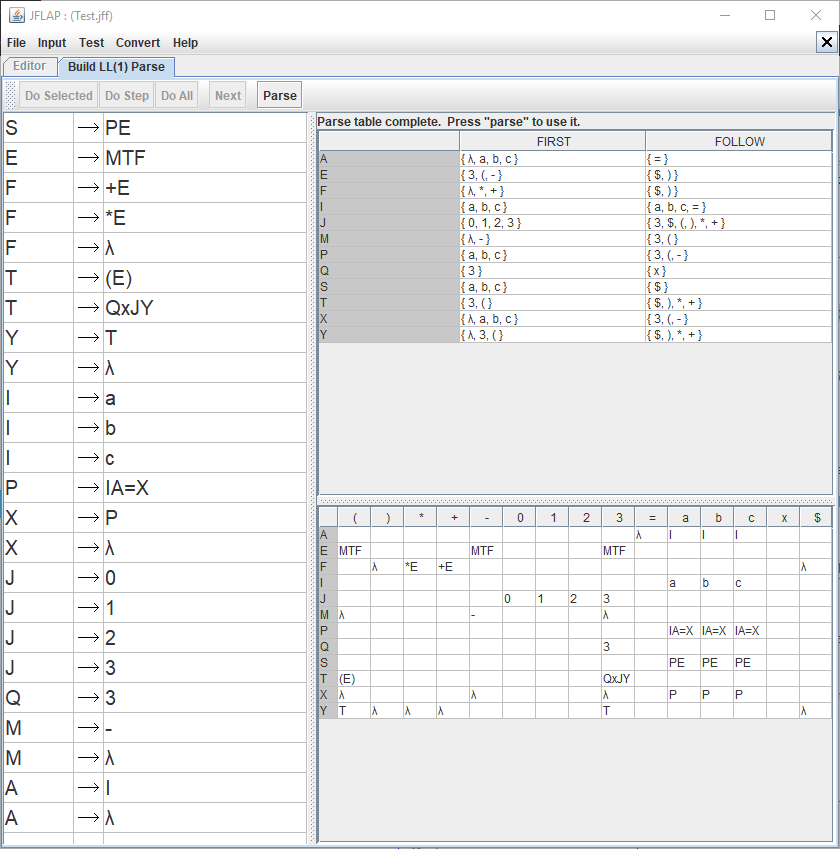 JFLAP : (Test.jff)
File Input Test Convert Help
Editor Build LL(1) Parse
Do Selected Do Step Do All Next Parse
S → PE
E → MTF
F → +E
F → *E
F → λ
T → (E)
T → QxJY
Y → T
Y → λ
I → a
I → b
I → c
P → IA=X
X → P
X → λ
J → 0
J → 1
J → 2
J → 3
Q → 3
M → -
M → λ
A → I
A → λ
Parse table complete. Press "parse" to use it.
FIRST FOLLOW
A { λ, a, b, c } { = }
E { 3, (, - } { $, ) }
F { λ, *, + } { $, ) }
I { a, b, c } { a, b, c, = }
J { 0, 1, 2, 3 } { 3, $, (, ), *, + }
M { λ, - } { 3, ( }
P { a, b, c } { 3, (, - }
Q { 3 } { x }
S { a, b, c } { $ }
T { 3, ( } { $, ), *, + }
X { λ, a, b, c } { 3, (, - }
Y { λ, 3, ( } { $, ), *, + }
( ) * + - 0 1 2 3 = a b c x $
A λ I I I
E MTF MTF MTF
F λ *E +E λ
I a b c
J 0 1 2 3
M λ - λ
P IA=X IA=X IA=X
Q 3
S PE PE PE
T (E) QxJY
X λ λ λ P P P
Y T λ λ λ T λ